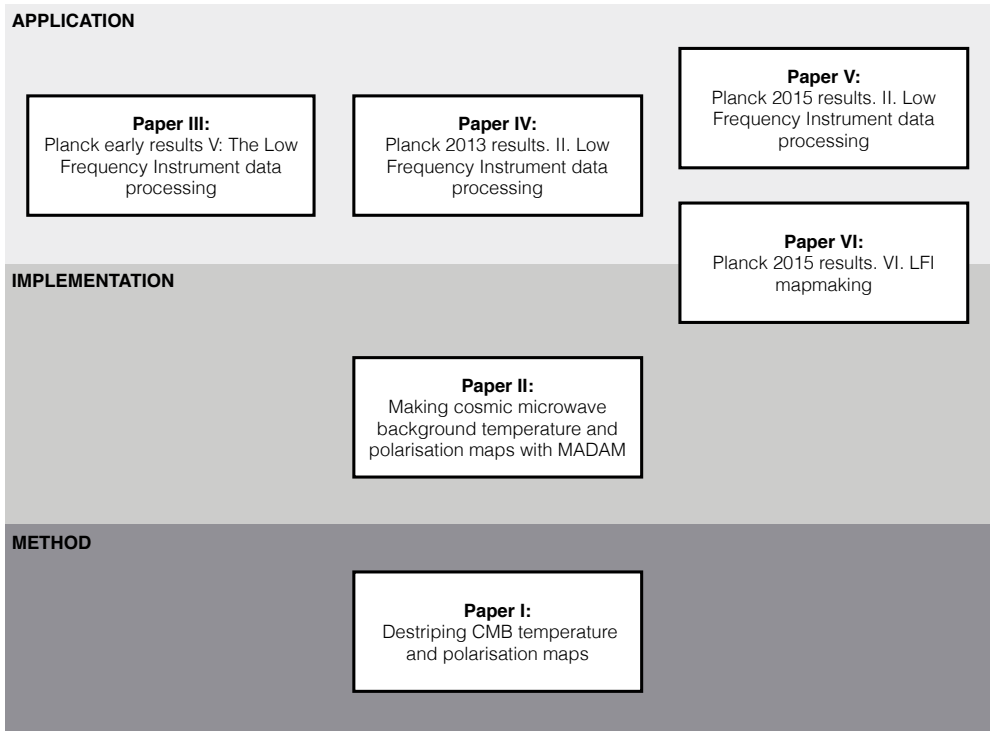 APPLICATION
Paper III:
Planck early results V: The Low
Frequency Instrument data
processing
Paper IV:
Planck 2013 results. II. Low
Frequency Instrument data
processing
Paper V:
Planck 2015 results. II. Low
Frequency Instrument data
processing
Paper VI:
Planck 2015 results. VI. LFI
mapmaking
IMPLEMENTATION
Paper II:
Making cosmic microwave
background temperature and
polarisation maps with MADAM
METHOD
Paper I:
Destriping CMB temperature
and polarisation maps